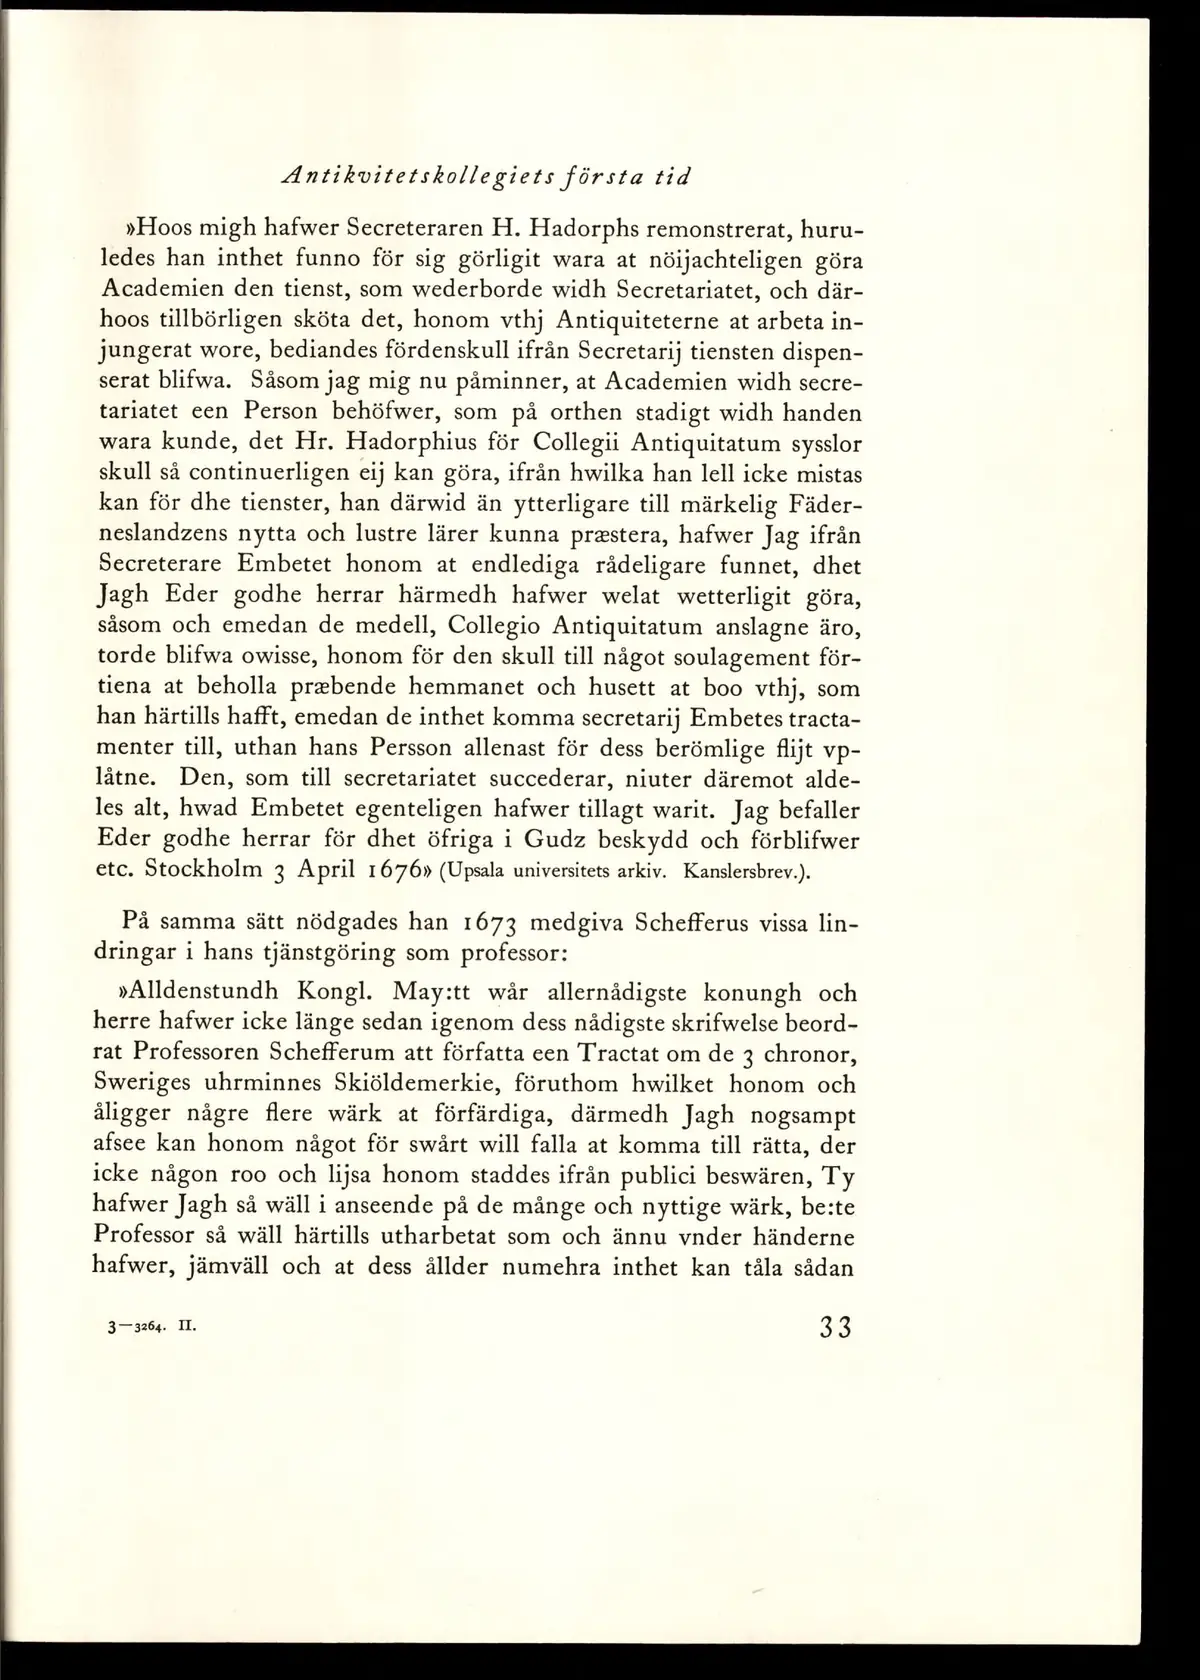 Antikvitetskollegiets första tid
»Hoos migh hafwer Secreteraren H. Hadorphs remonstrerat, huru-
ledes han inthet funno för sig görligit wara at nöijachteligen göra
Academien den tienst, som wederborde widh Secretariatet, och där-
hoos tillbörligen sköta det, honom vthj Antiquiteterne at arbeta in-
jungerat wore, bediandes fördenskull ifrån Secretarij tiensten dispen-
serat blifwa. Såsom jag mig nu påminner, at Academien widh secre-
tariatet een Person behöfwer, som på orthen stadigt widh handen
wara kunde, det Hr. Hadorphius för Collegii Antiquitatum sysslor
skull så continuerligen eij kan göra, ifrån hwilka han lell icke mistas
kan för dhe tienster, han därwid än ytterligare till märkelig Fäder-
neslandzens nytta och lustre lärer kunna præstera, hafwer Jag ifrån
Secreterare Embetet honom at endlediga rådeligare funnet, dhet
Jagh Eder godhe herrar härmedh hafwer welat wetterligit göra,
såsom och emedan de medell, Collegio Antiquitatum anslagne äro,
torde blifwa owisse, honom för den skull till något soulagement för-
tiena at beholla præbende hemmanet och husett at boo vthj, som
han härtills hafft, emedan de inthet komma secretarij Embetes tracta-
menter till, uthan hans Persson allenast för dess berömlige flijt vp-
låtne. Den, som till secretariatet succederar, niuter däremot alde-
les alt, hwad Embetet egenteligen hafwer tillagt warit. Jag befaller
Eder godhe herrar för dhet öfriga i Gudz beskydd och förblifwer
etc. Stockholm 3 April 1676» (Upsala universitets arkiv. Kanslersbrev.).
På samma sätt nödgades han 1673 medgiva Schefferus vissa lin-
dringar i hans tjänstgöring som professor:
»Alldenstundh Kongl. May:tt wår allernådigste konungh och
herre hafwer icke länge sedan igenom dess nådigste skrifwelse beord-
rat Professoren Schefferum att författa een Tractat om de 3 chronor,
Sweriges uhrminnes Skiöldemerkie, föruthom hwilket honom och
åligger någre flere wärk at förfärdiga, därmedh Jagh nogsampt
afsee kan honom något för swårt will falla at komma till rätta, der
icke någon roo och lijsa honom staddes ifrån publici beswären, Ty
hafwer Jagh så wäll i anseende på de månge och nyttige wärk, be:te
Professor så wäll härtills utharbetat som och ännu vnder händerne
hafwer, jämväll och at dess ållder numehra inthet kan tåla sådan
3—3264. II.
33